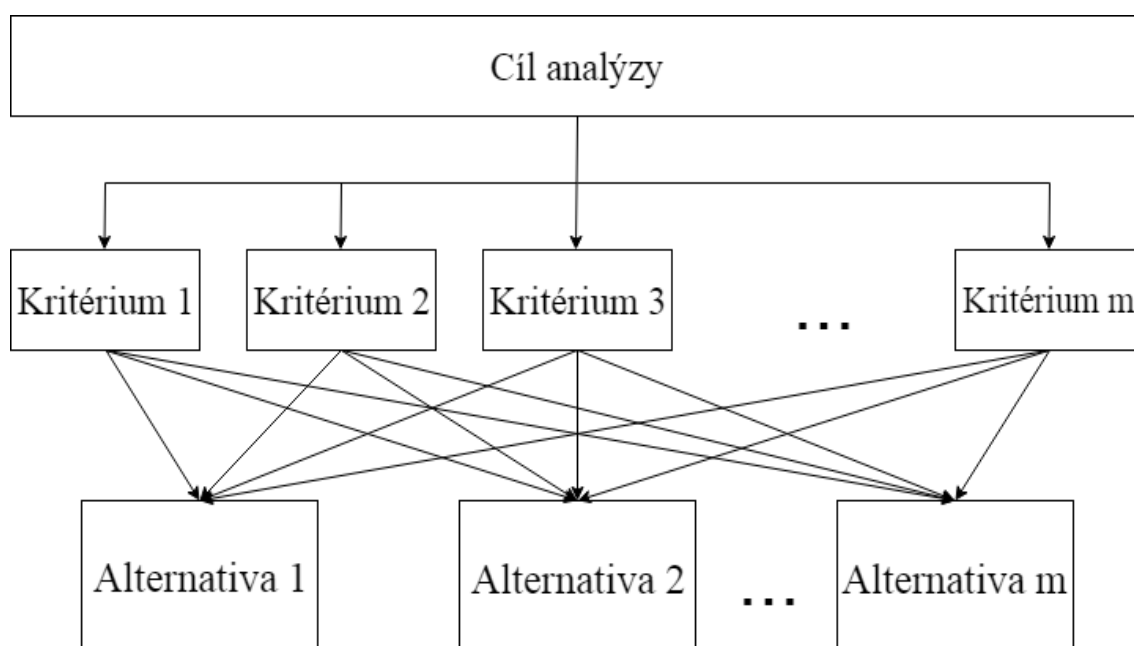 Cíl analýzy
Kritérium 1
Kritérium 2
Kritérium 3
...
Kritérium m
Alternativa 1
Alternativa 2
...
Alternativa m